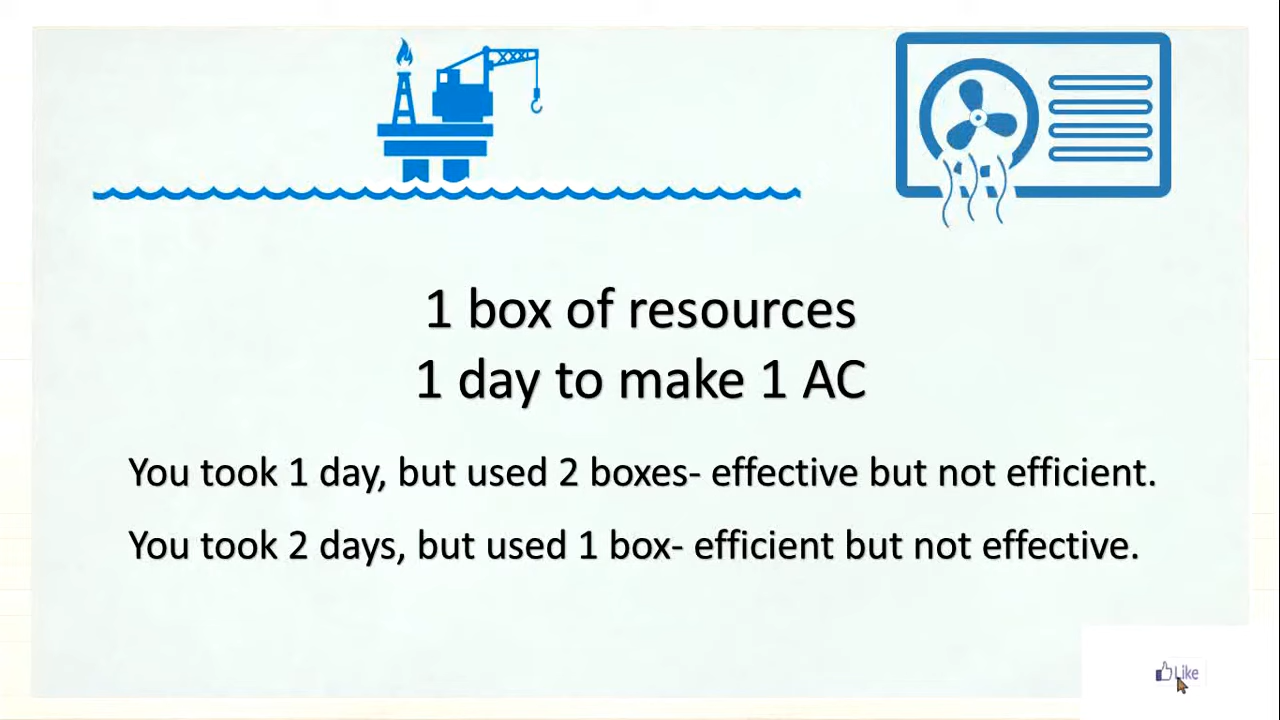 1 box of resources
1 day to make 1 AC
You took 1 day, but used 2 boxes- effective but not efficient.
You took 2 days, but used 1 box- efficient but not effective.
Like